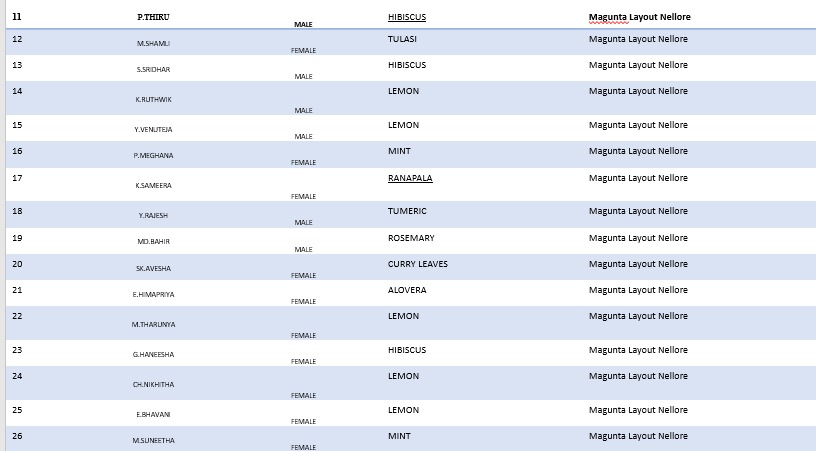 11 P.THIRU MALE HIBISCUS Magunta Layout Nellore
12 M.SHAMLI FEMALE TULASI Magunta Layout Nellore
13 S.SRIDHAR MALE HIBISCUS Magunta Layout Nellore
14 K.RUTHWIK MALE LEMON Magunta Layout Nellore
15 Y.VENUTEJA MALE LEMON Magunta Layout Nellore
16 P.MEGHANA FEMALE MINT Magunta Layout Nellore
17 K.SAMEERA FEMALE RANAPALA Magunta Layout Nellore
18 Y.RAJESH MALE TUMERIC Magunta Layout Nellore
19 MD.BAHIR MALE ROSEMARY Magunta Layout Nellore
20 SK.AVESHA FEMALE CURRY LEAVES Magunta Layout Nellore
21 E.HIMAPRIYA FEMALE ALOVERA Magunta Layout Nellore
22 M.THARUNYA FEMALE LEMON Magunta Layout Nellore
23 G.HANEESHA FEMALE HIBISCUS Magunta Layout Nellore
24 CH.NIKHITHA FEMALE LEMON Magunta Layout Nellore
25 E.BHAVANI FEMALE LEMON Magunta Layout Nellore
26 M.SUNEETHA FEMALE MINT Magunta Layout Nellore